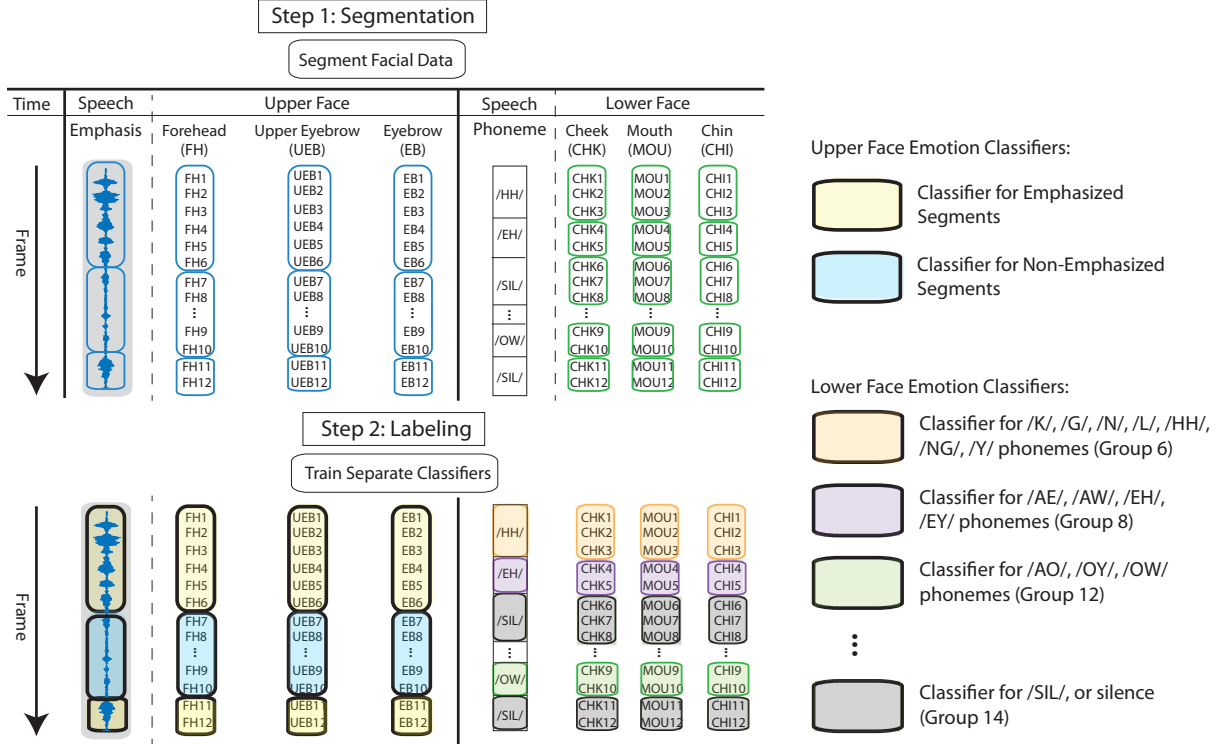 Step 1: Segmentation
Segment Facial Data
Time Speech Upper Face Speech Lower Face
Emphasis Forehead (FH) Upper Eyebrow (UEB) Eyebrow (EB) Phoneme Cheek (CHK) Mouth (MOU) Chin (CHI)
Frame
FH1 UEB1 EB1 /HH/ CHK1 MOU1 CHI1
FH2 UEB2 EB2 CHK2 MOU2 CHI2
FH3 UEB3 EB3 CHK3 MOU3 CHI3
FH4 UEB4 EB4 /EH/ CHK4 MOU4 CHI4
FH5 UEB5 EB5 CHK5 MOU5 CHI5
FH6 UEB6 EB6 CHK6 MOU6 CHI6
FH7 UEB7 EB7 /SIL/ CHK7 MOU7 CHI7
FH8 UEB8 EB8 CHK8 MOU8 CHI8
⋮ ⋮ ⋮ ⋮ ⋮ ⋮ ⋮
FH9 UEB9 EB9 /OW/ CHK9 MOU9 CHI9
FH10 UEB10 EB10 CHK10 MOU10 CHI10
FH11 UEB11 EB11 /SIL/ CHK11 MOU11 CHI11
FH12 UEB12 EB12 CHK12 MOU12 CHI12
Step 2: Labeling
Train Separate Classifiers
Frame
FH1 UEB1 EB1 /HH/ CHK1 MOU1 CHI1
FH2 UEB2 EB2 CHK2 MOU2 CHI2
FH3 UEB3 EB3 CHK3 MOU3 CHI3
FH4 UEB4 EB4 /EH/ CHK4 MOU4 CHI4
FH5 UEB5 EB5 CHK5 MOU5 CHI5
FH6 UEB6 EB6 CHK6 MOU6 CHI6
FH7 UEB7 EB7 /SIL/ CHK7 MOU7 CHI7
FH8 UEB8 EB8 CHK8 MOU8 CHI8
⋮ ⋮ ⋮ ⋮ ⋮ ⋮ ⋮
FH9 UEB9 EB9 /OW/ CHK9 MOU9 CHI9
FH10 UEB10 EB10 CHK10 MOU10 CHI10
FH11 UEB11 EB11 /SIL/ CHK11 MOU11 CHI11
FH12 UEB12 EB12 CHK12 MOU12 CHI12
Upper Face Emotion Classifiers:
Classifier for Emphasized
Segments
Classifier for Non-Emphasized
Segments
Lower Face Emotion Classifiers:
Classifier for /K/, /G/, /N/, /L/, /HH/,
/NG/, /Y/ phonemes (Group 6)
Classifier for /AE/, /AW/, /EH/,
/EY/ phonemes (Group 8)
Classifier for /AO/, /OY/, /OW/
phonemes (Group 12)
⋮
Classifier for /SIL/, or silence
(Group 14)